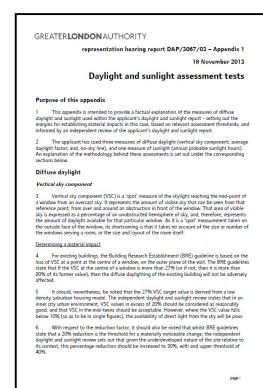 GREATERLONDONAUTHORITY
representation hearing report D&P/3067/03 – Appendix 1
18 November 2013
Daylight and sunlight assessment tests
Purpose of this appendix
1 This appendix is intended to provide a factual explanation of the measures of diffuse
daylight and sunlight used within the applicant's daylight and sunlight report – setting out the
margins for establishing material impacts in this case, based on relevant assessment thresholds, and
informed by an independent review of the applicant's daylight and sunlight report.
2 The applicant has used three measures of diffuse daylight (vertical sky component; average
daylight factor; and, no-sky line), and one measure of sunlight (annual probable sunlight hours).
An explanation of the methodology behind these assessments is set out under the corresponding
sections below.
Diffuse daylight
Vertical sky component
3 Vertical sky component (VSC) is a 'spot' measure of the skylight reaching the mid-point of
a window from an overcast sky. It represents the amount of visible sky that can be seen from that
reference point, from over and around an obstruction in front of the window. That area of visible
sky is expressed as a percentage of an unobstructed hemisphere of sky, and, therefore, represents
the amount of daylight available for that particular window. As it is a 'spot' measurement taken on
the outside face of the window, its shortcoming is that it takes no account of the size or number of
the windows serving a room, or the size and layout of the room itself.
Determining a material impact
4 For existing buildings, the Building Research Establishment (BRE) guideline is based on the
loss of VSC at a point at the centre of a window, on the outer plane of the wall. The BRE guidelines
state that if the VSC at the centre of a window is more than 27% (or if not, then it is more than
80% of its former value), then the diffuse daylighting of the existing building will not be adversely
affected.
5 It should, nevertheless, be noted that the 27% VSC target value is derived from a low
density suburban housing model. The independent daylight and sunlight review states that in an
inner city urban environment, VSC values in excess of 20% should be considered as reasonably
good, and that VSC in the mid-teens should be acceptable. However, where the VSC value falls
below 10% (so as to be in single figures), the availability of direct light from the sky will be poor.
6 With respect to the reduction factor, it should also be noted that whilst BRE guidelines
state that a 20% reduction is the threshold for a materially noticeable change, the independent
daylight and sunlight review sets out that given the underdeveloped nature of the site relative to
its context, this percentage reduction should be increased to 30%, with and upper threshold of
40%.